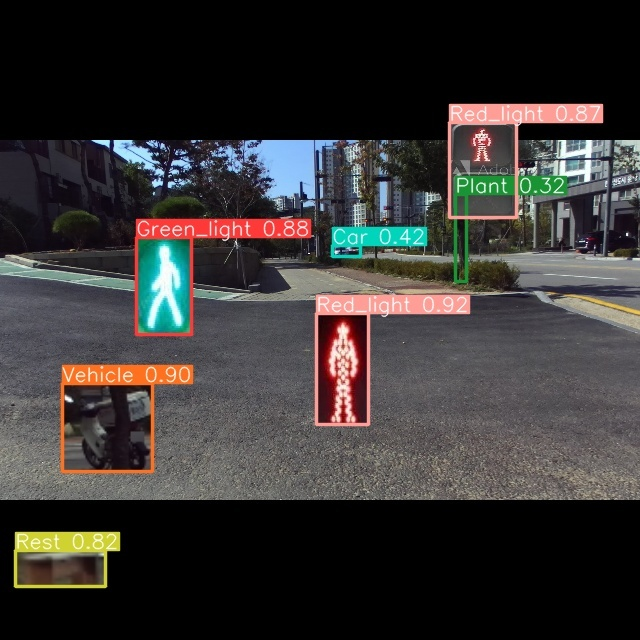 Red_light 0.87
Plant 0.32
Green_light 0.88
Car 0.42
Red_light 0.92
Vehicle 0.90
Rest 0.82